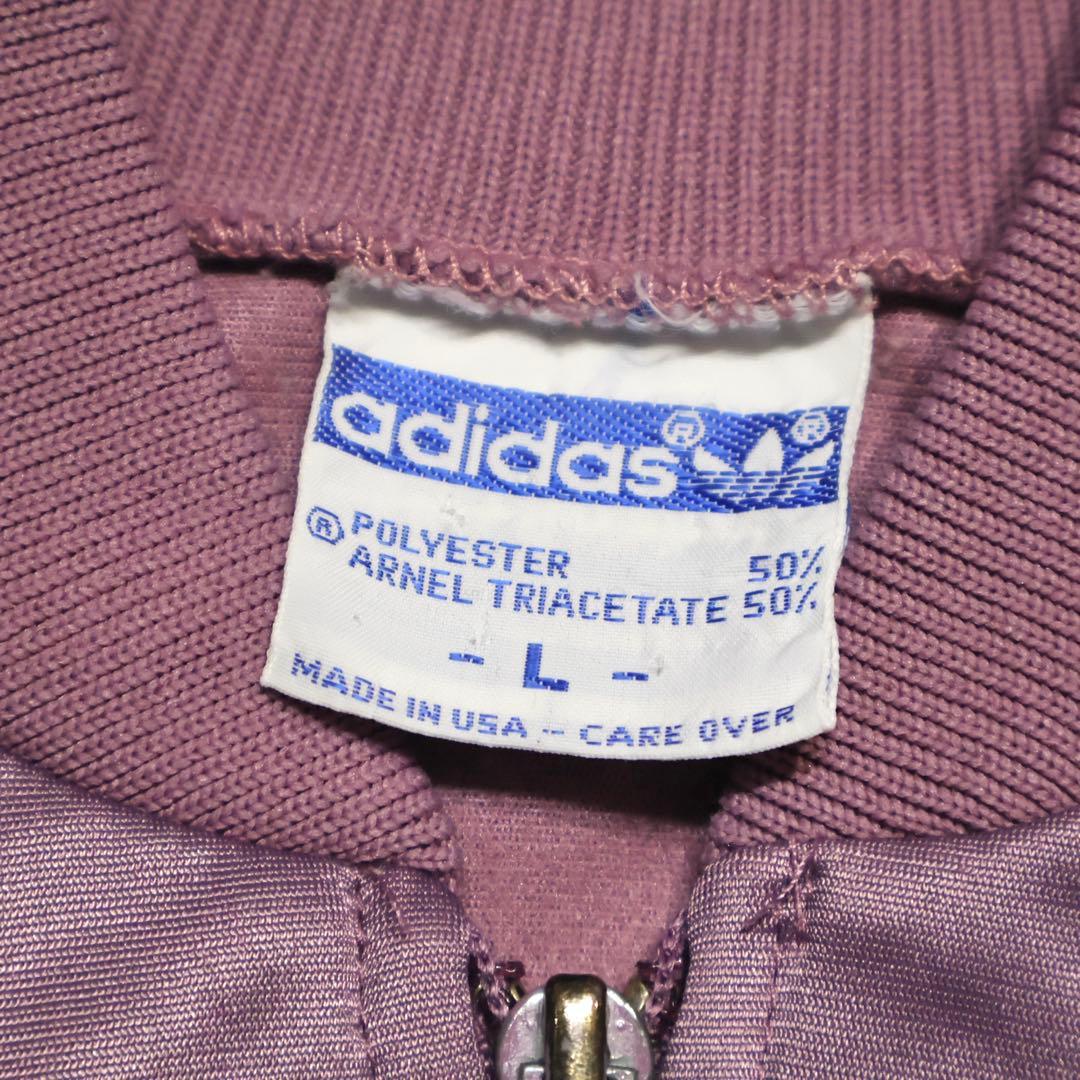 adidas® ®
® POLYESTER 50%
ARNEL TRIACETATE 50%
- L -
MADE IN USA - CARE OVER